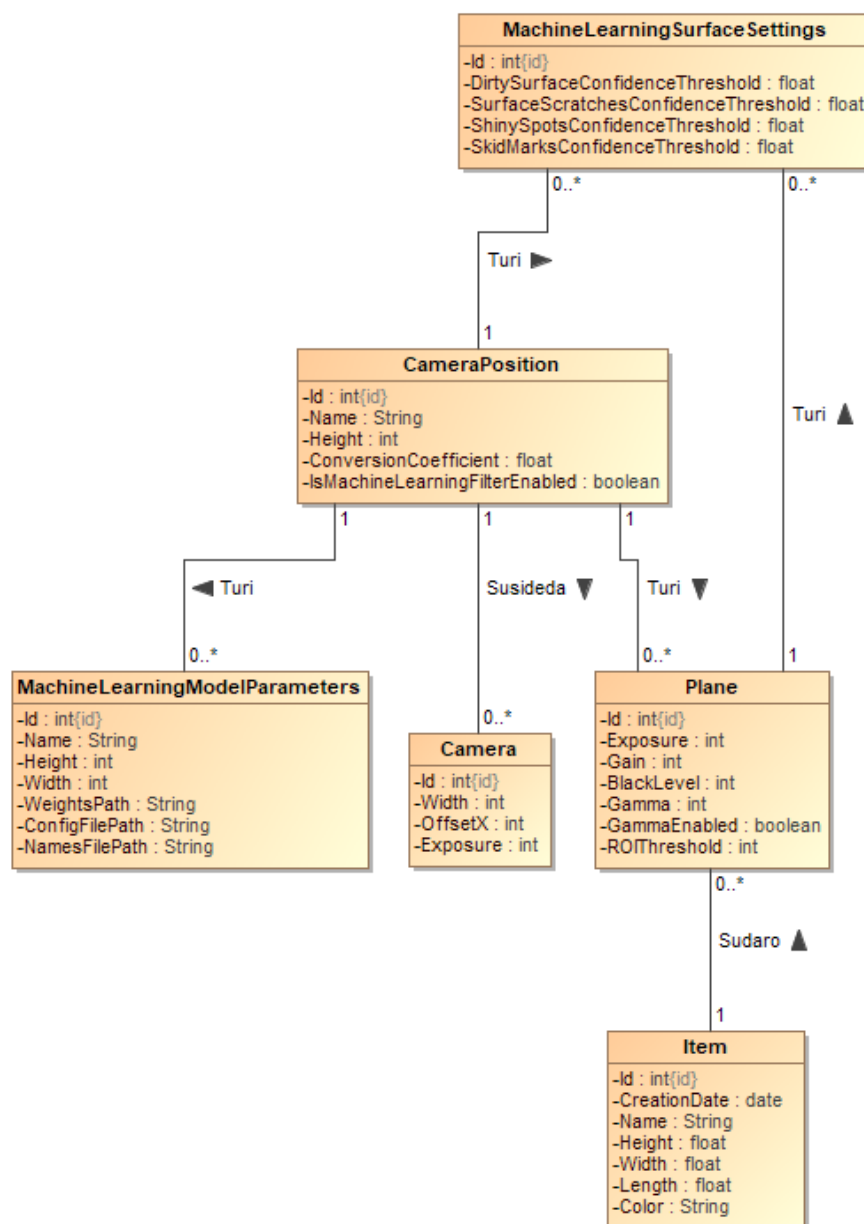 MachineLearningSurfaceSettings
-Id : int{id}
-DirtySurfaceConfidenceThreshold : float
-SurfaceScratchesConfidenceThreshold : float
-ShinySpotsConfidenceThreshold : float
-SkidMarksConfidenceThreshold : float
0..*
0..*
Turi
1
CameraPosition
-Id : int{id}
-Name : String
-Height : int
-ConversionCoefficient : float
-IsMachineLearningFilterEnabled : boolean
Turi
1
1
1
Turi
Susideda
Turi
0..*
0..*
1
MachineLearningModelParameters
-Id : int{id}
-Name : String
-Height : int
-Width : int
-WeightsPath : String
-ConfigFilePath : String
-NamesFilePath : String
0..*
Camera
-Id : int{id}
-Width : int
-OffsetX : int
-Exposure : int
Plane
-Id : int{id}
-Exposure : int
-Gain : int
-BlackLevel : int
-Gamma : int
-GammaEnabled : boolean
-ROIThreshold : int
0..*
Sudaro
1
Item
-Id : int{id}
-CreationDate : date
-Name : String
-Height : float
-Width : float
-Length : float
-Color : String